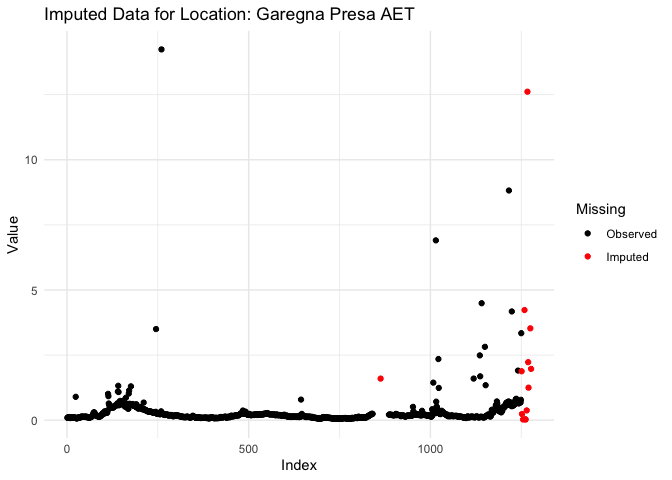 Imputed Data for Location: Garegna Presa AET
Value
10
5
0
0
500
1000
Index
Missing
Observed
Imputed